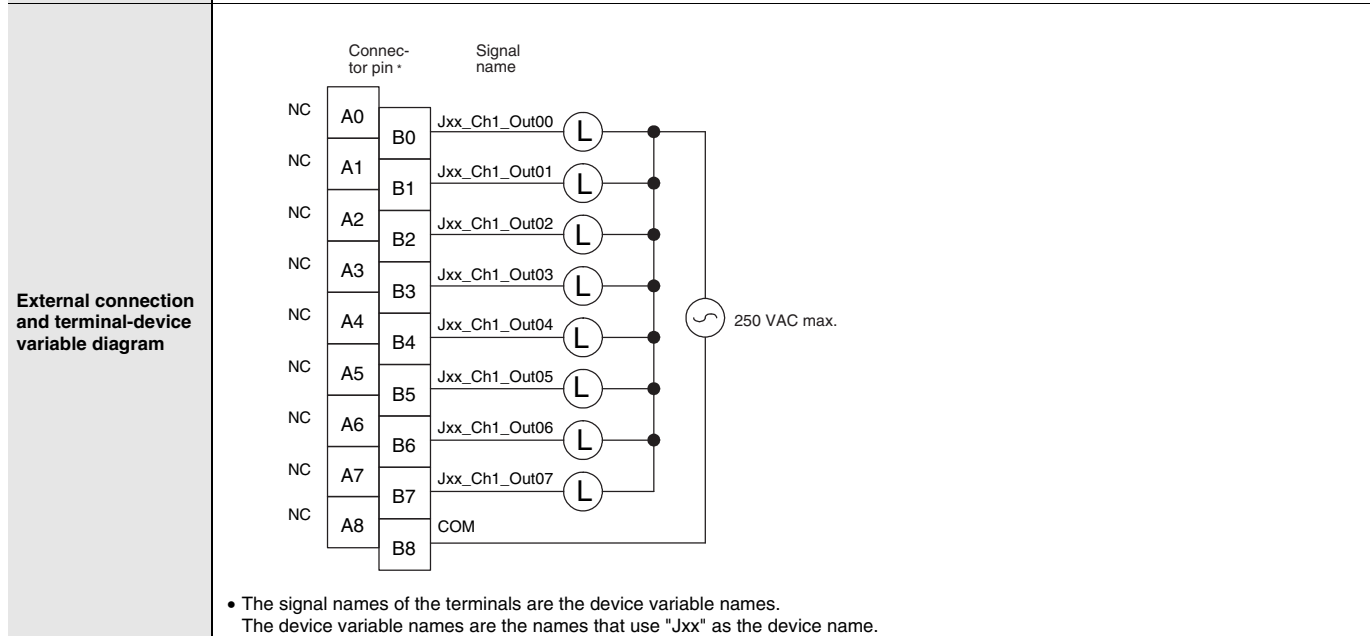 External connection
and terminal-device
variable diagram
Connec-
tor pin *
Signal
name
NC A0 B0 Jxx_Ch1_Out00 L
NC A1 B1 Jxx_Ch1_Out01 L
NC A2 B2 Jxx_Ch1_Out02 L
NC A3 B3 Jxx_Ch1_Out03 L
NC A4 B4 Jxx_Ch1_Out04 L
250 VAC max.
NC A5 B5 Jxx_Ch1_Out05 L
NC A6 B6 Jxx_Ch1_Out06 L
NC A7 B7 Jxx_Ch1_Out07 L
NC A8 B8 COM
• The signal names of the terminals are the device variable names.
The device variable names are the names that use "Jxx" as the device name.